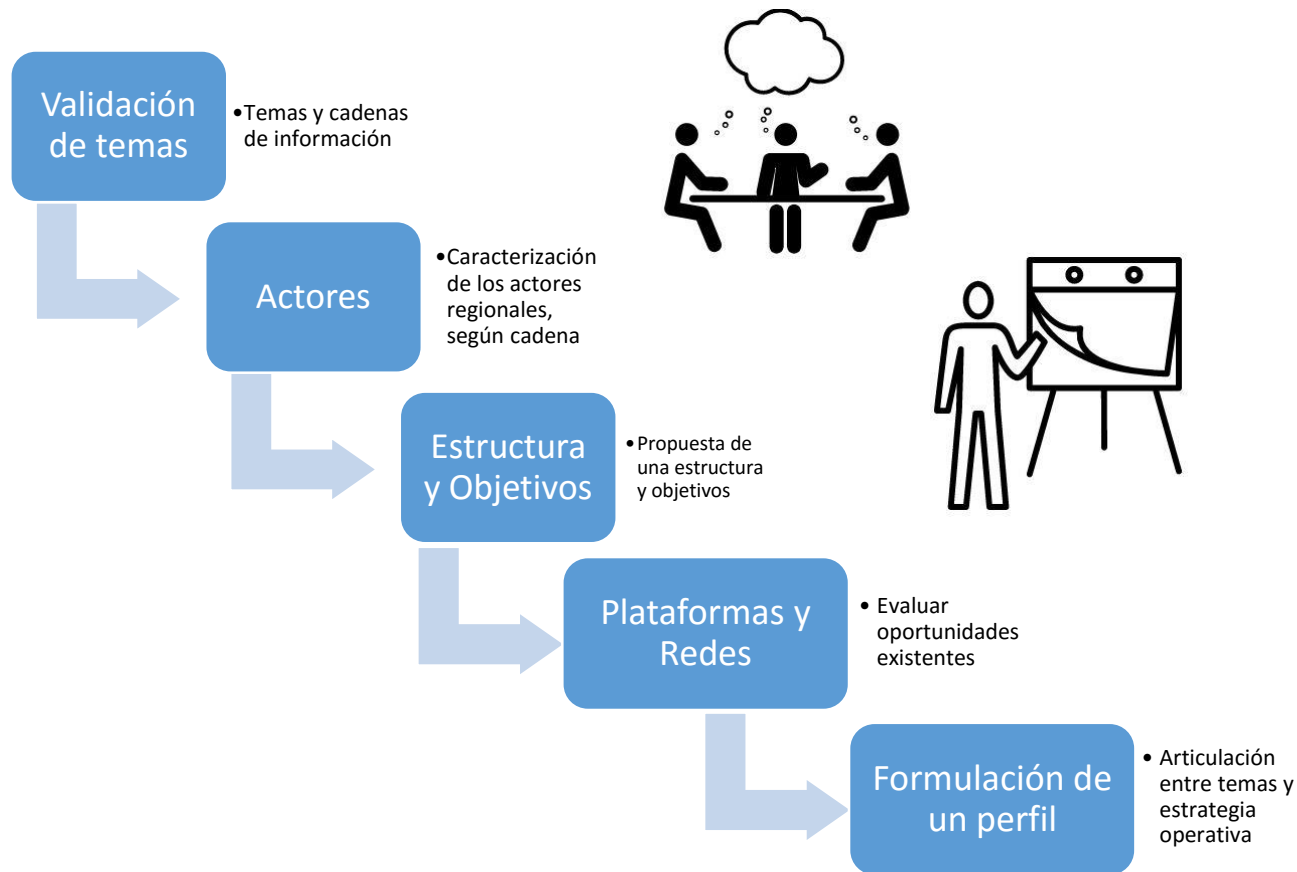 Validación
de temas
•Temas y cadenas
de información
Actores
•Caracterización
de los actores
regionales,
según cadena
Estructura
y Objetivos
•Propuesta de
una estructura
y objetivos
Plataformas y
Redes
• Evaluar
oportunidades
existentes
Formulación de
un perfil
• Articulación
entre temas y
estrategia
operativa